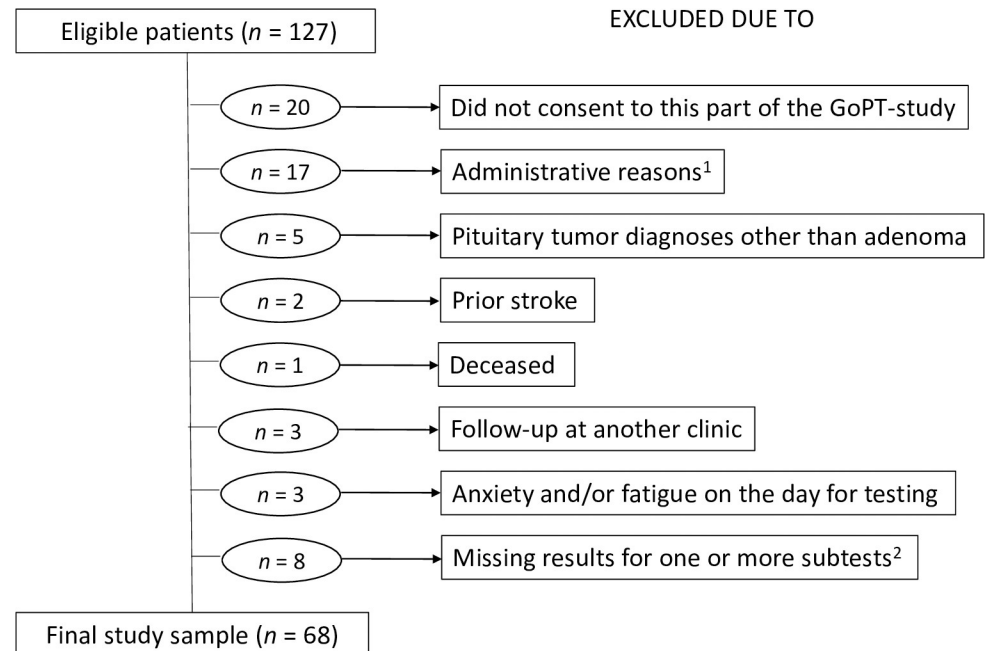 EXCLUDED DUE TO
Eligible patients (n = 127)
n = 20
Did not consent to this part of the GoPT-study
n = 17
Administrative reasons¹
n = 5
Pituitary tumor diagnoses other than adenoma
n = 2
Prior stroke
n = 1
Deceased
n = 3
Follow-up at another clinic
n = 3
Anxiety and/or fatigue on the day for testing
n = 8
Missing results for one or more subtests²
Final study sample (n = 68)